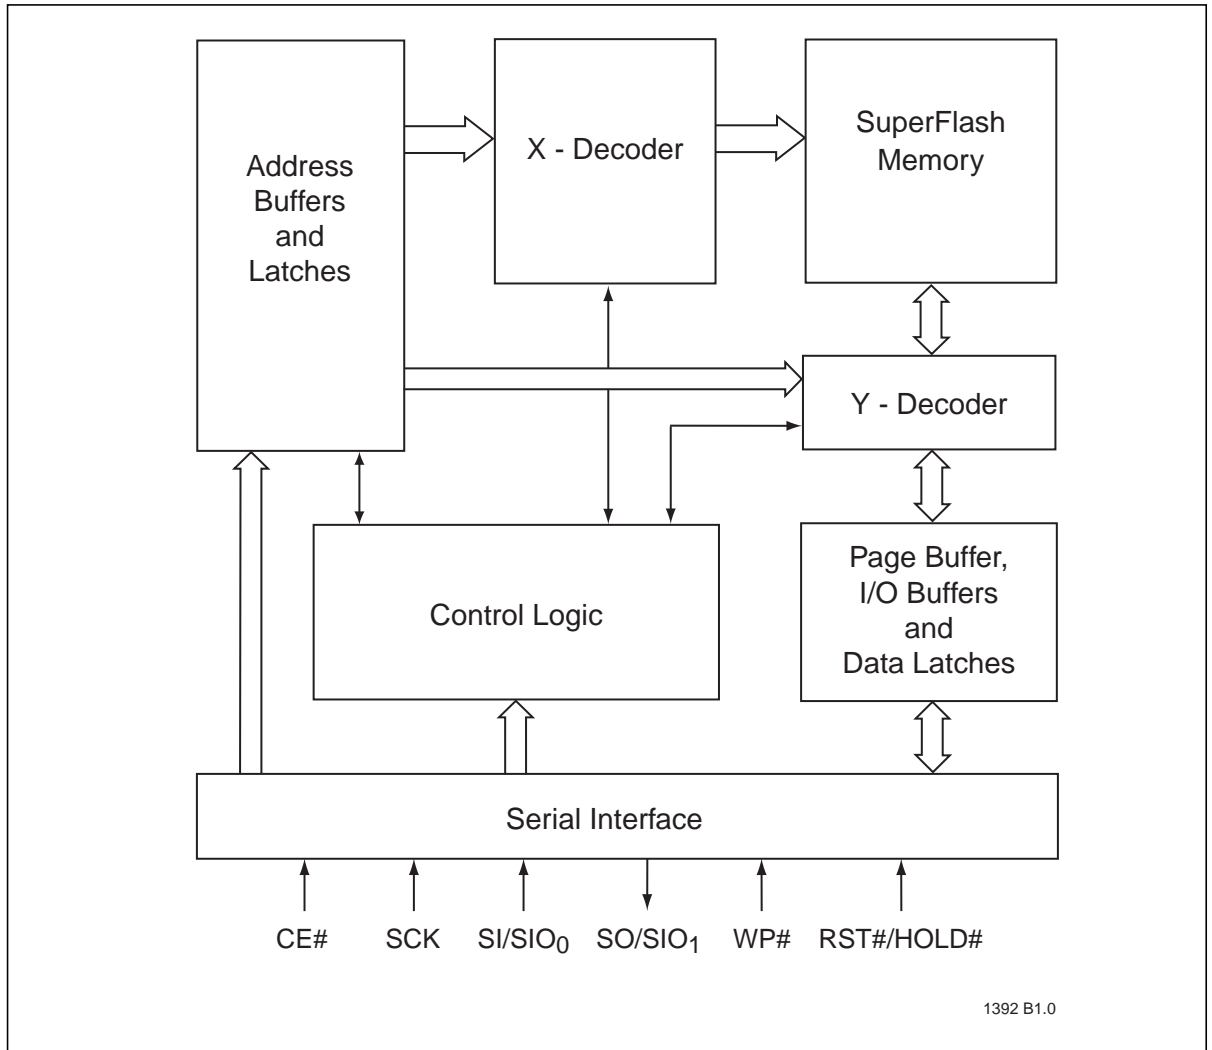 Address
Buffers
and
Latches
X - Decoder
SuperFlash
Memory
Y - Decoder
Control Logic
Page Buffer,
I/O Buffers
and
Data Latches
Serial Interface
CE# SCK SI/SIO0 SO/SIO1 WP# RST#/HOLD#
1392 B1.0